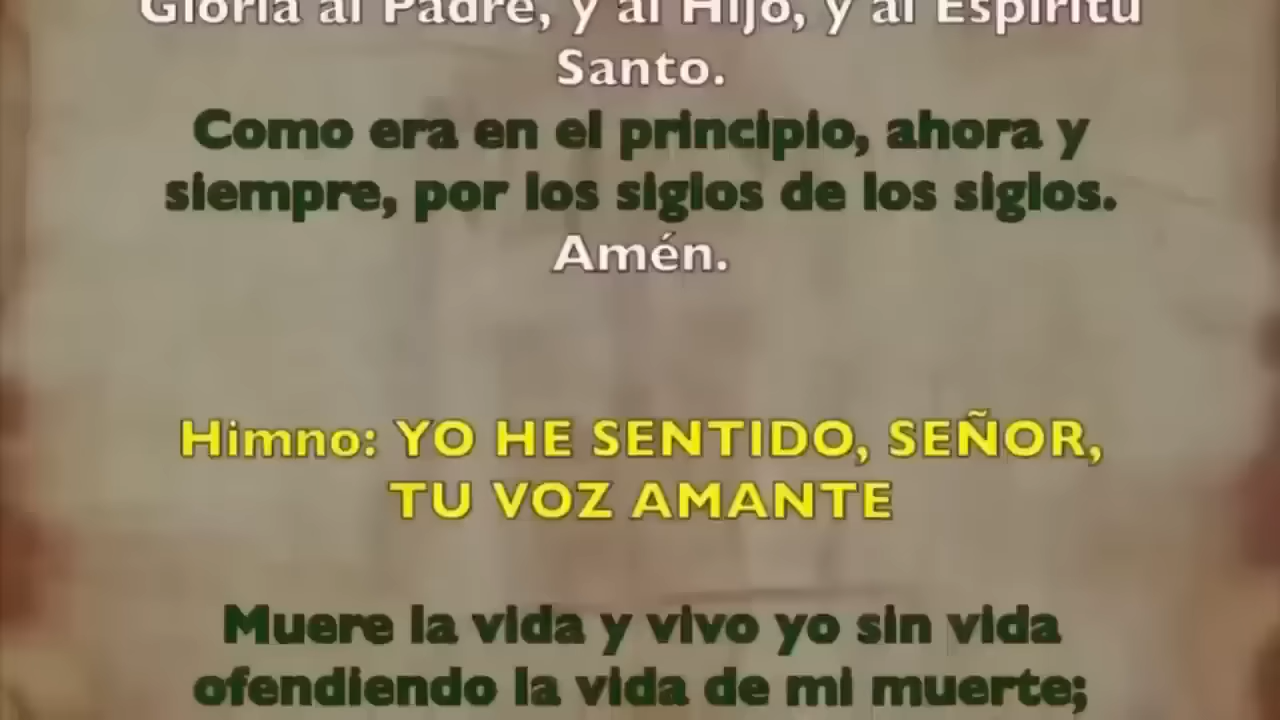 Gloria al Padre, y al Hijo, y al Espíritu
Santo.
Como era en el principio, ahora y
siempre, por los siglos de los siglos.
Amén.
Himno: YO HE SENTIDO, SEÑOR,
TU VOZ AMANTE
Muere la vida y vivo yo sin vida
ofendiendo la vida de mi muerte;